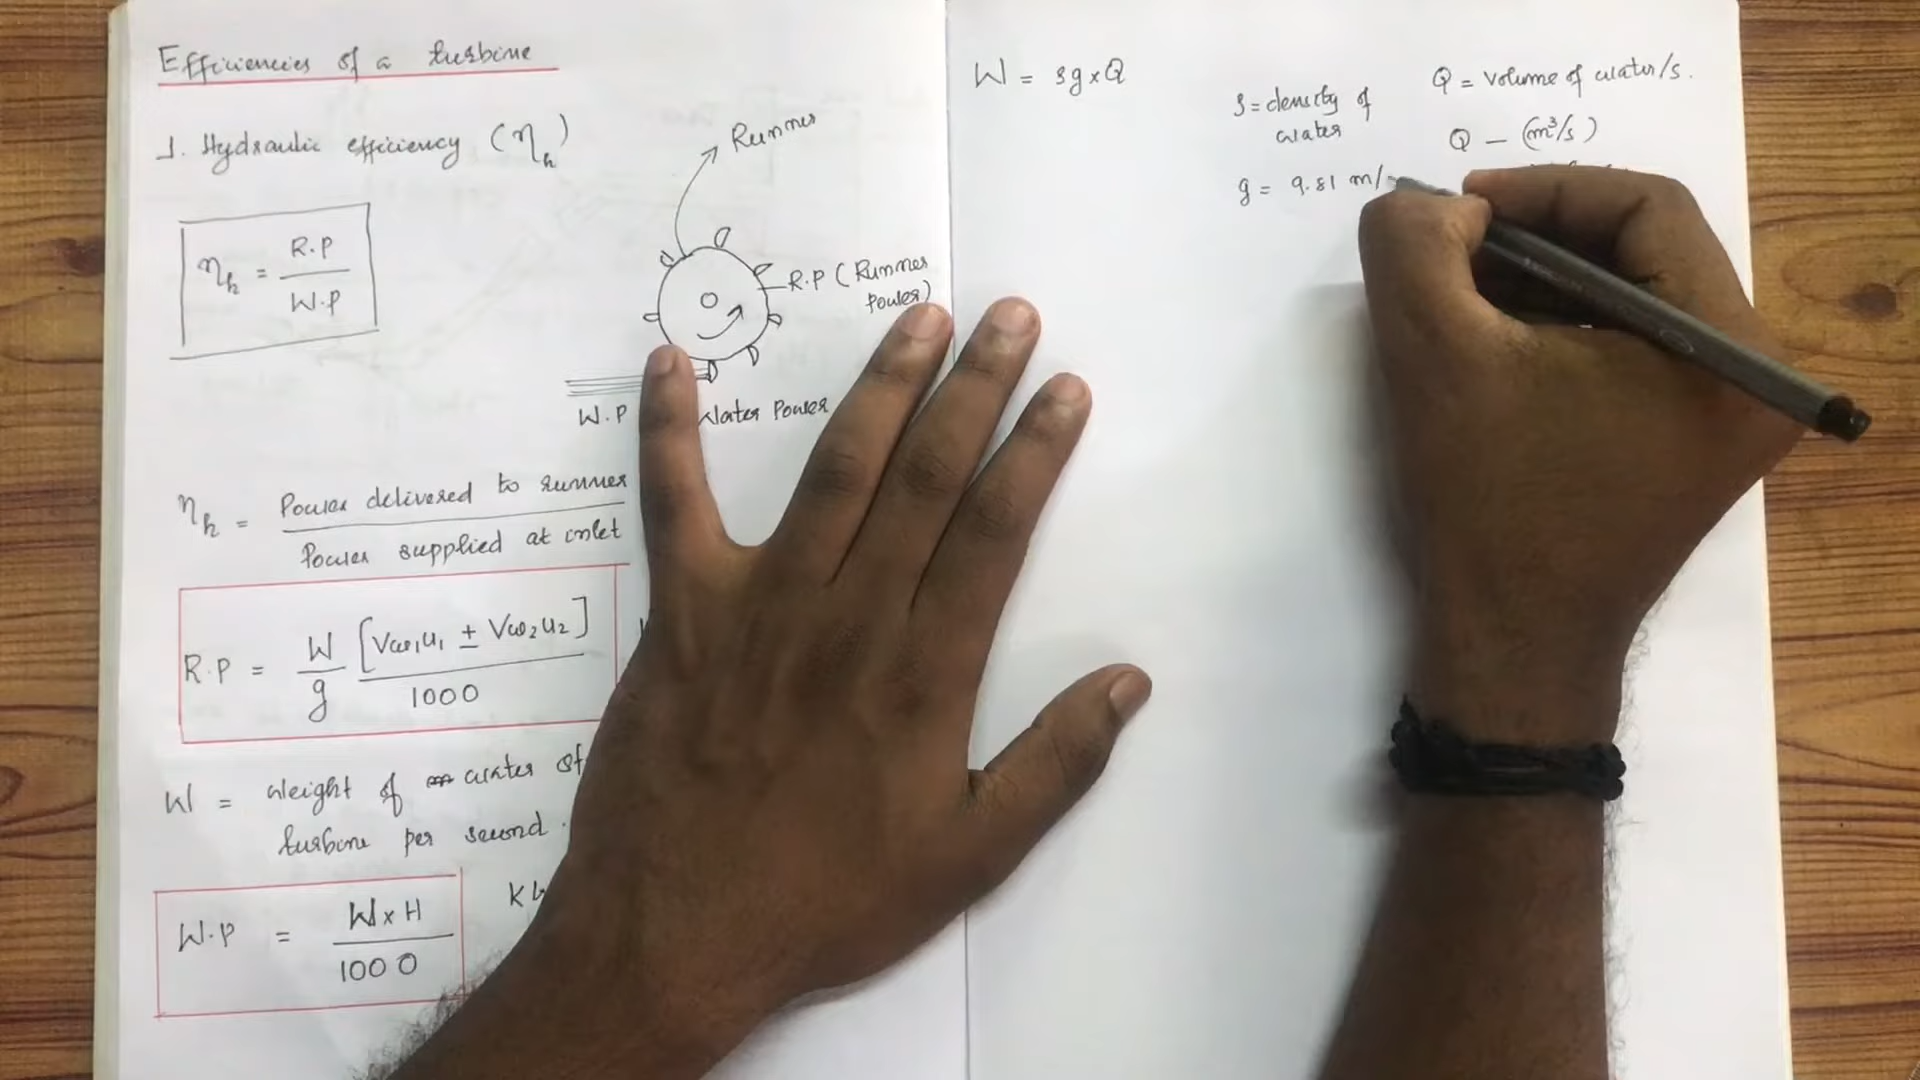 Efficiencies of a turbine
1. Hydraulic efficiency (ηh)
ηh = R.P / W.P
Runner
R.P (Runner Power)
W.P
Water Power
ηh = Power delivered to runner / Power supplied at inlet
R.P = W/g [Vw1u1 ± Vw2u2] / 1000
W = weight of water
turbine per second.
W.P = W x H / 1000
W = ρg x Q
ρ = density of
water
g = 9.81 m/
Q = volume of water/s.
Q – (m³/s)